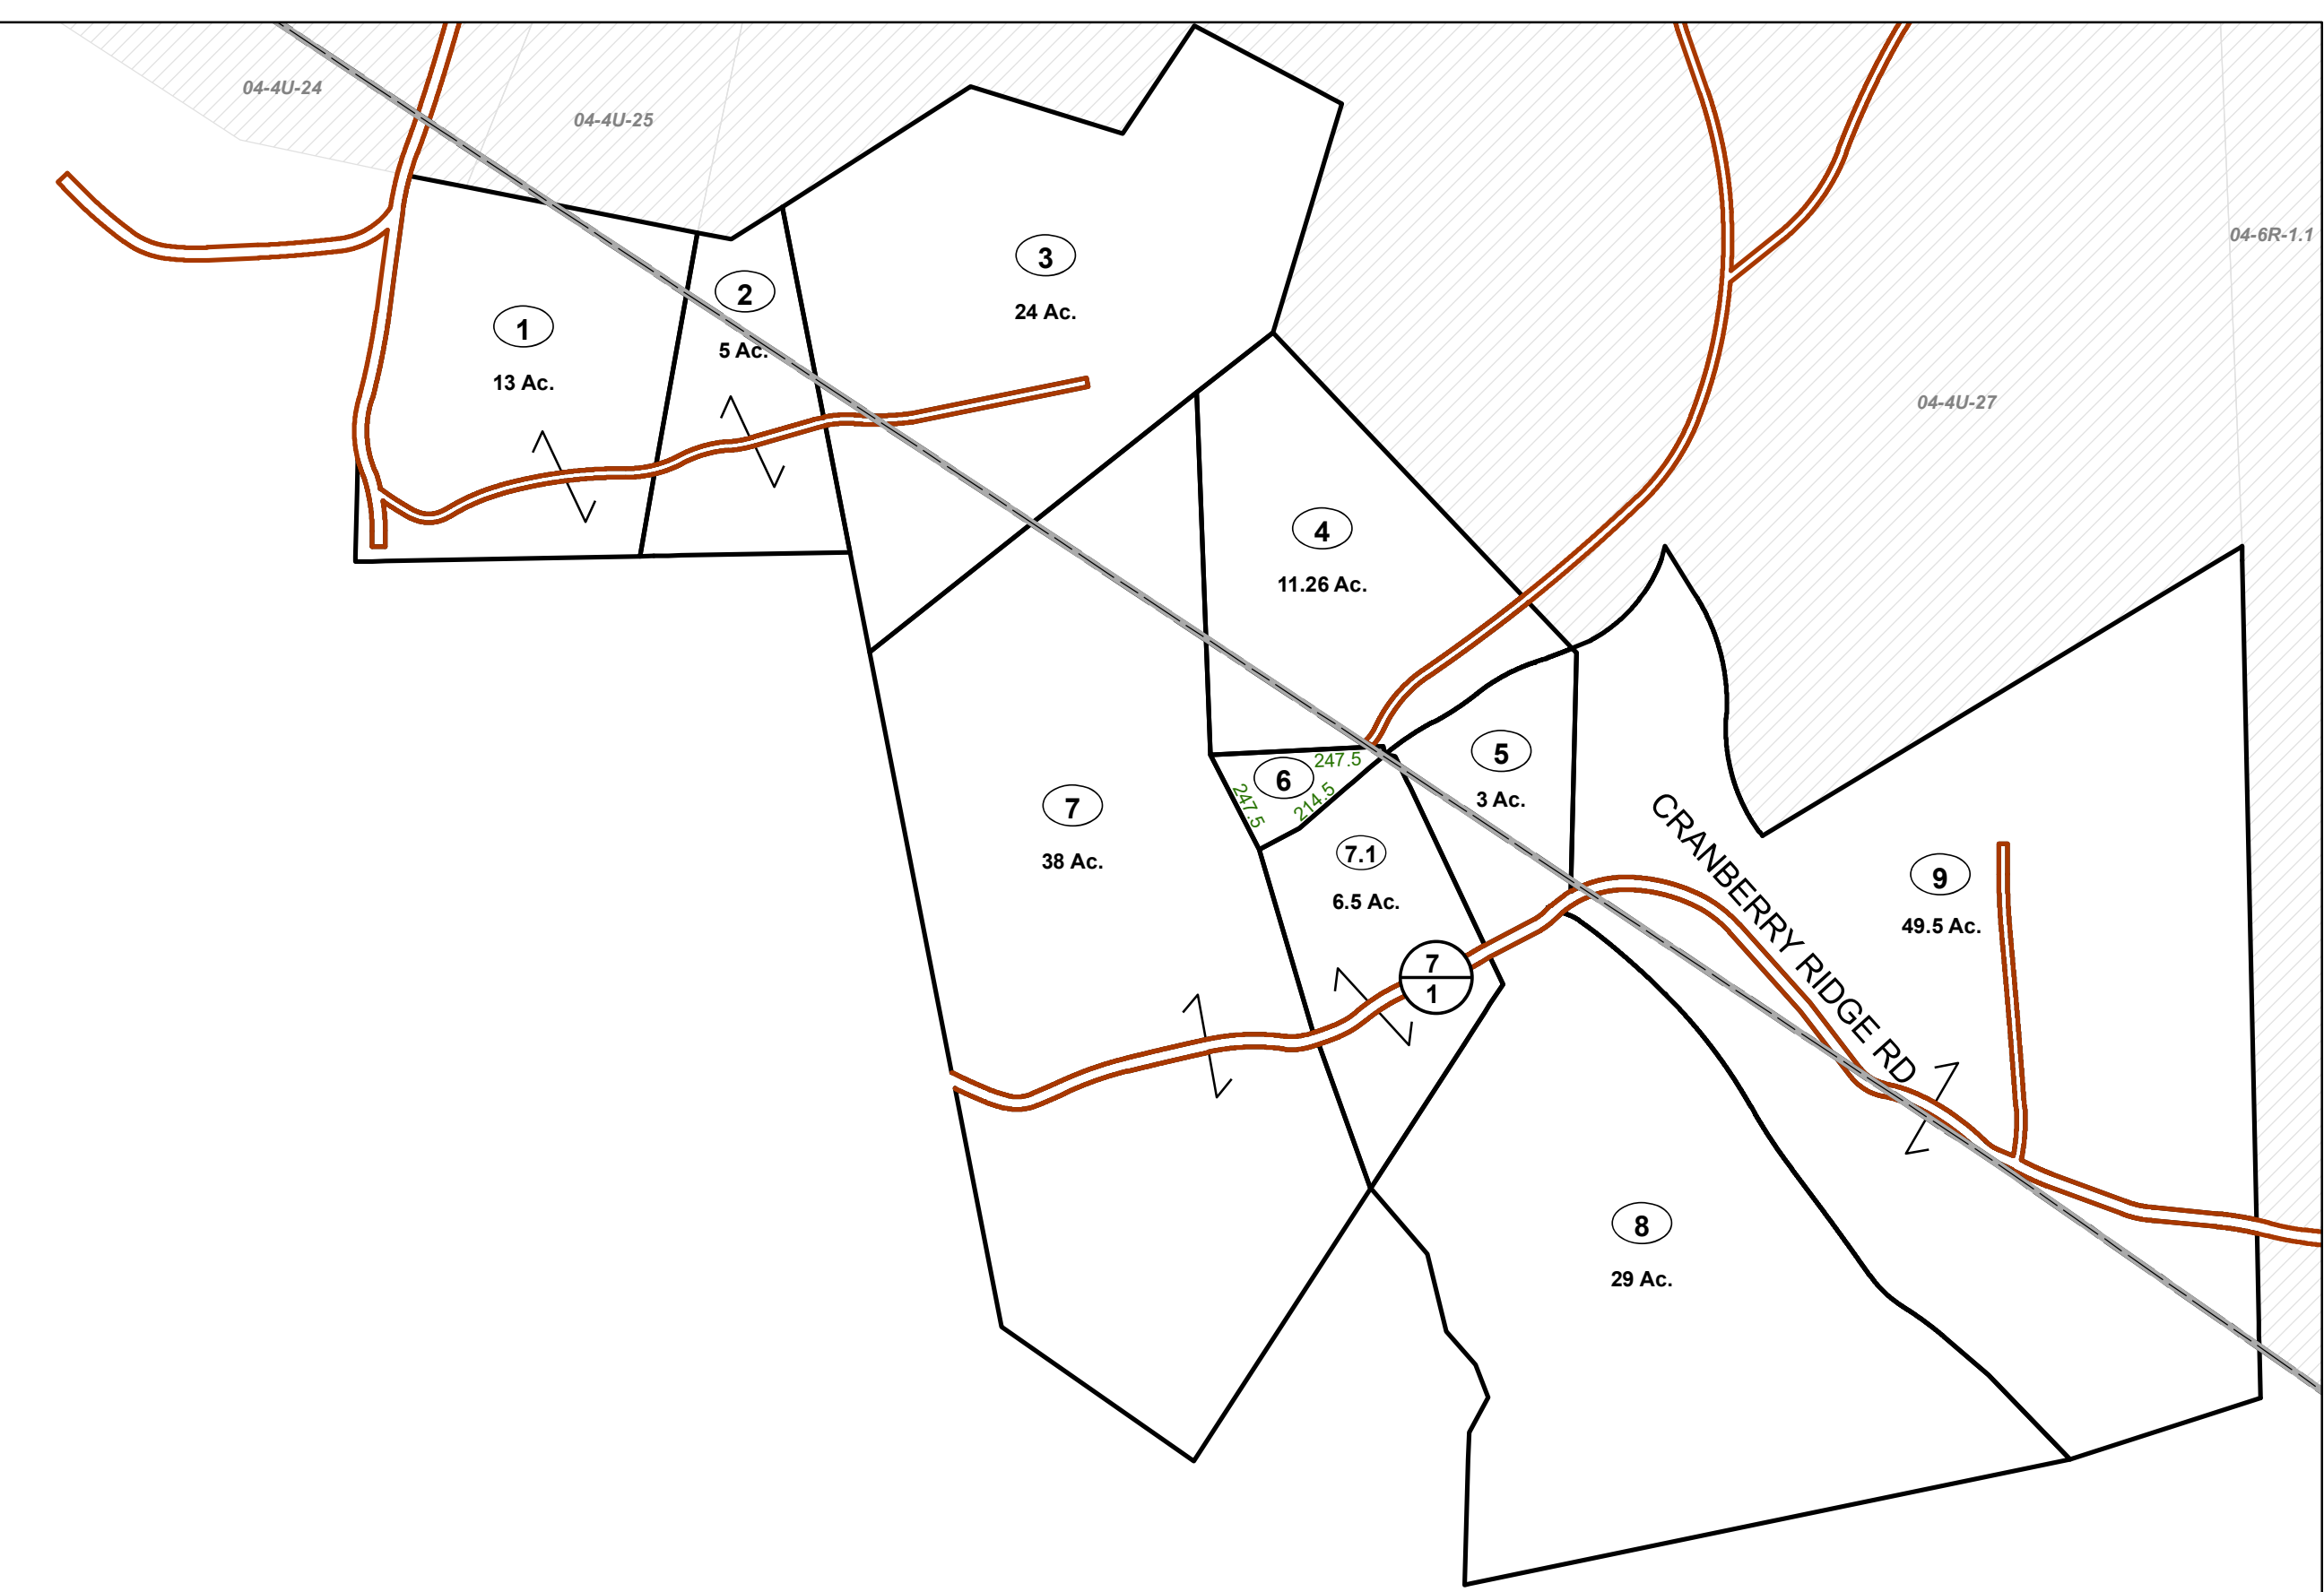 04-4U-24
04-4U-25
04-6R-1.1
3
24 Ac.
2
5 Ac.
1
13 Ac.
04-4U-27
4
11.26 Ac.
5
3 Ac.
247.5
6
247.5
214.5
7
38 Ac.
7.1
6.5 Ac.
CRANBERRY RIDGE RD
9
49.5 Ac.
7
1
8
29 Ac.